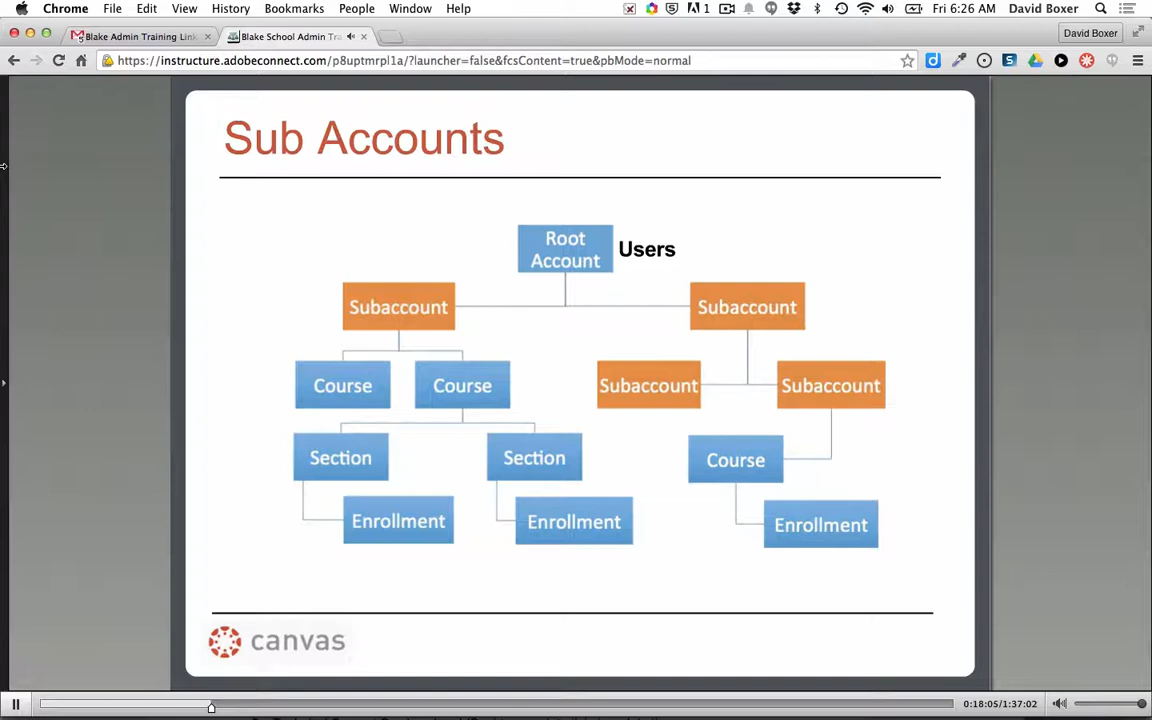 Chrome File Edit View History Bookmarks People Window Help
1 Fri 6:26 AM David Boxer
Blake Admin Training Link × Blake School Admin Tra × David Boxer
https://instructure.adobeconnect.com/p8uptmrpl1a/?launcher=false&fcsContent=true&pbMode=normal
Sub Accounts
Root
Account
Users
Subaccount
Subaccount
Course
Course
Subaccount
Subaccount
Section
Section
Course
Enrollment
Enrollment
Enrollment
canvas
0:18:05/1:37:02